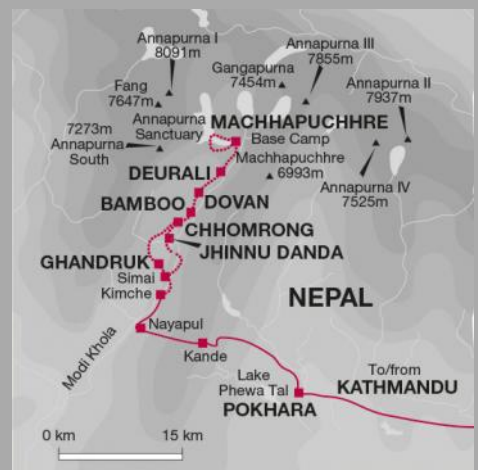 Annapurna I
8091m
Annapurna III
7855m
Gangapurna
7454m
Annapurna II
7937m
Fang
7647m
Annapurna
Sanctuary
7273m
Annapurna
South
MACHHAPUCHHRE
Base Camp
Machhapuchhre
6993m
Annapurna IV
7525m
DEURALI
BAMBOO
DOVAN
CHHOMRONG
JHINNU DANDA
GHANDRUK
Simai
Kimche
NEPAL
Modi Khola
Nayapul
Kande
Lake
Phewa Tal
POKHARA
To/from
KATHMANDU
0 km
15 km